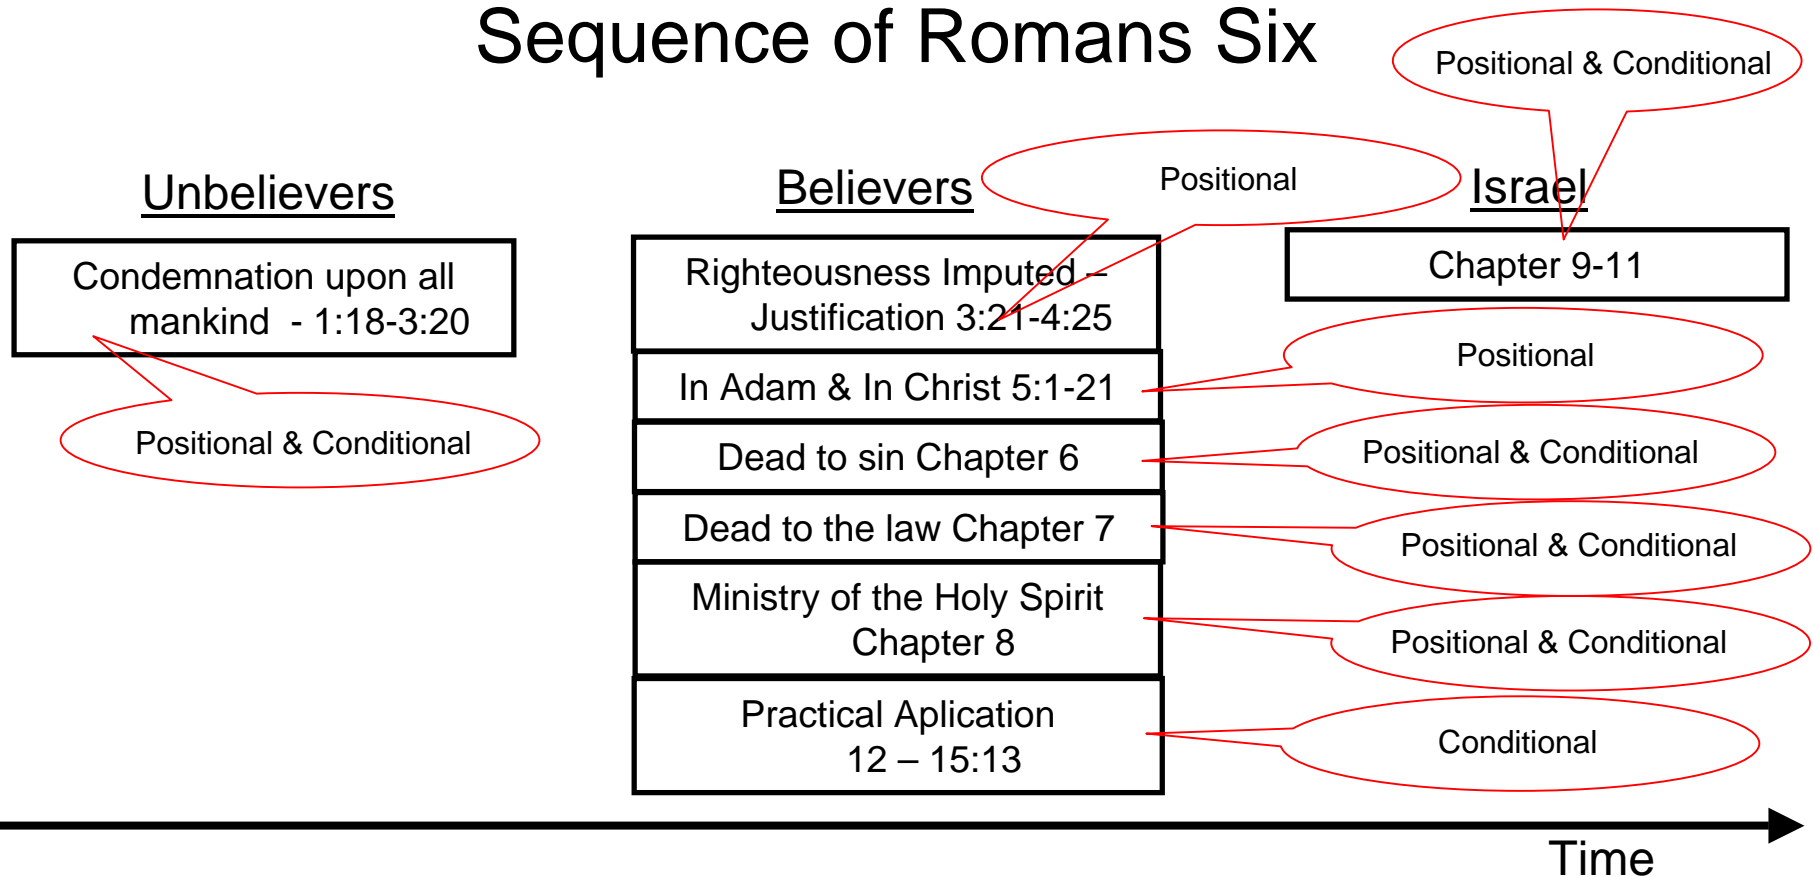 Sequence of Romans Six
Positional & Conditional
Unbelievers
Condemnation upon all
mankind - 1:18-3:20
Positional & Conditional
Believers
Positional
Righteousness Imputed –
Justification 3:21-4:25
In Adam & In Christ 5:1-21
Dead to sin Chapter 6
Dead to the law Chapter 7
Ministry of the Holy Spirit
Chapter 8
Practical Aplication
12 – 15:13
Israel
Chapter 9-11
Positional
Positional & Conditional
Positional & Conditional
Positional & Conditional
Conditional
Time